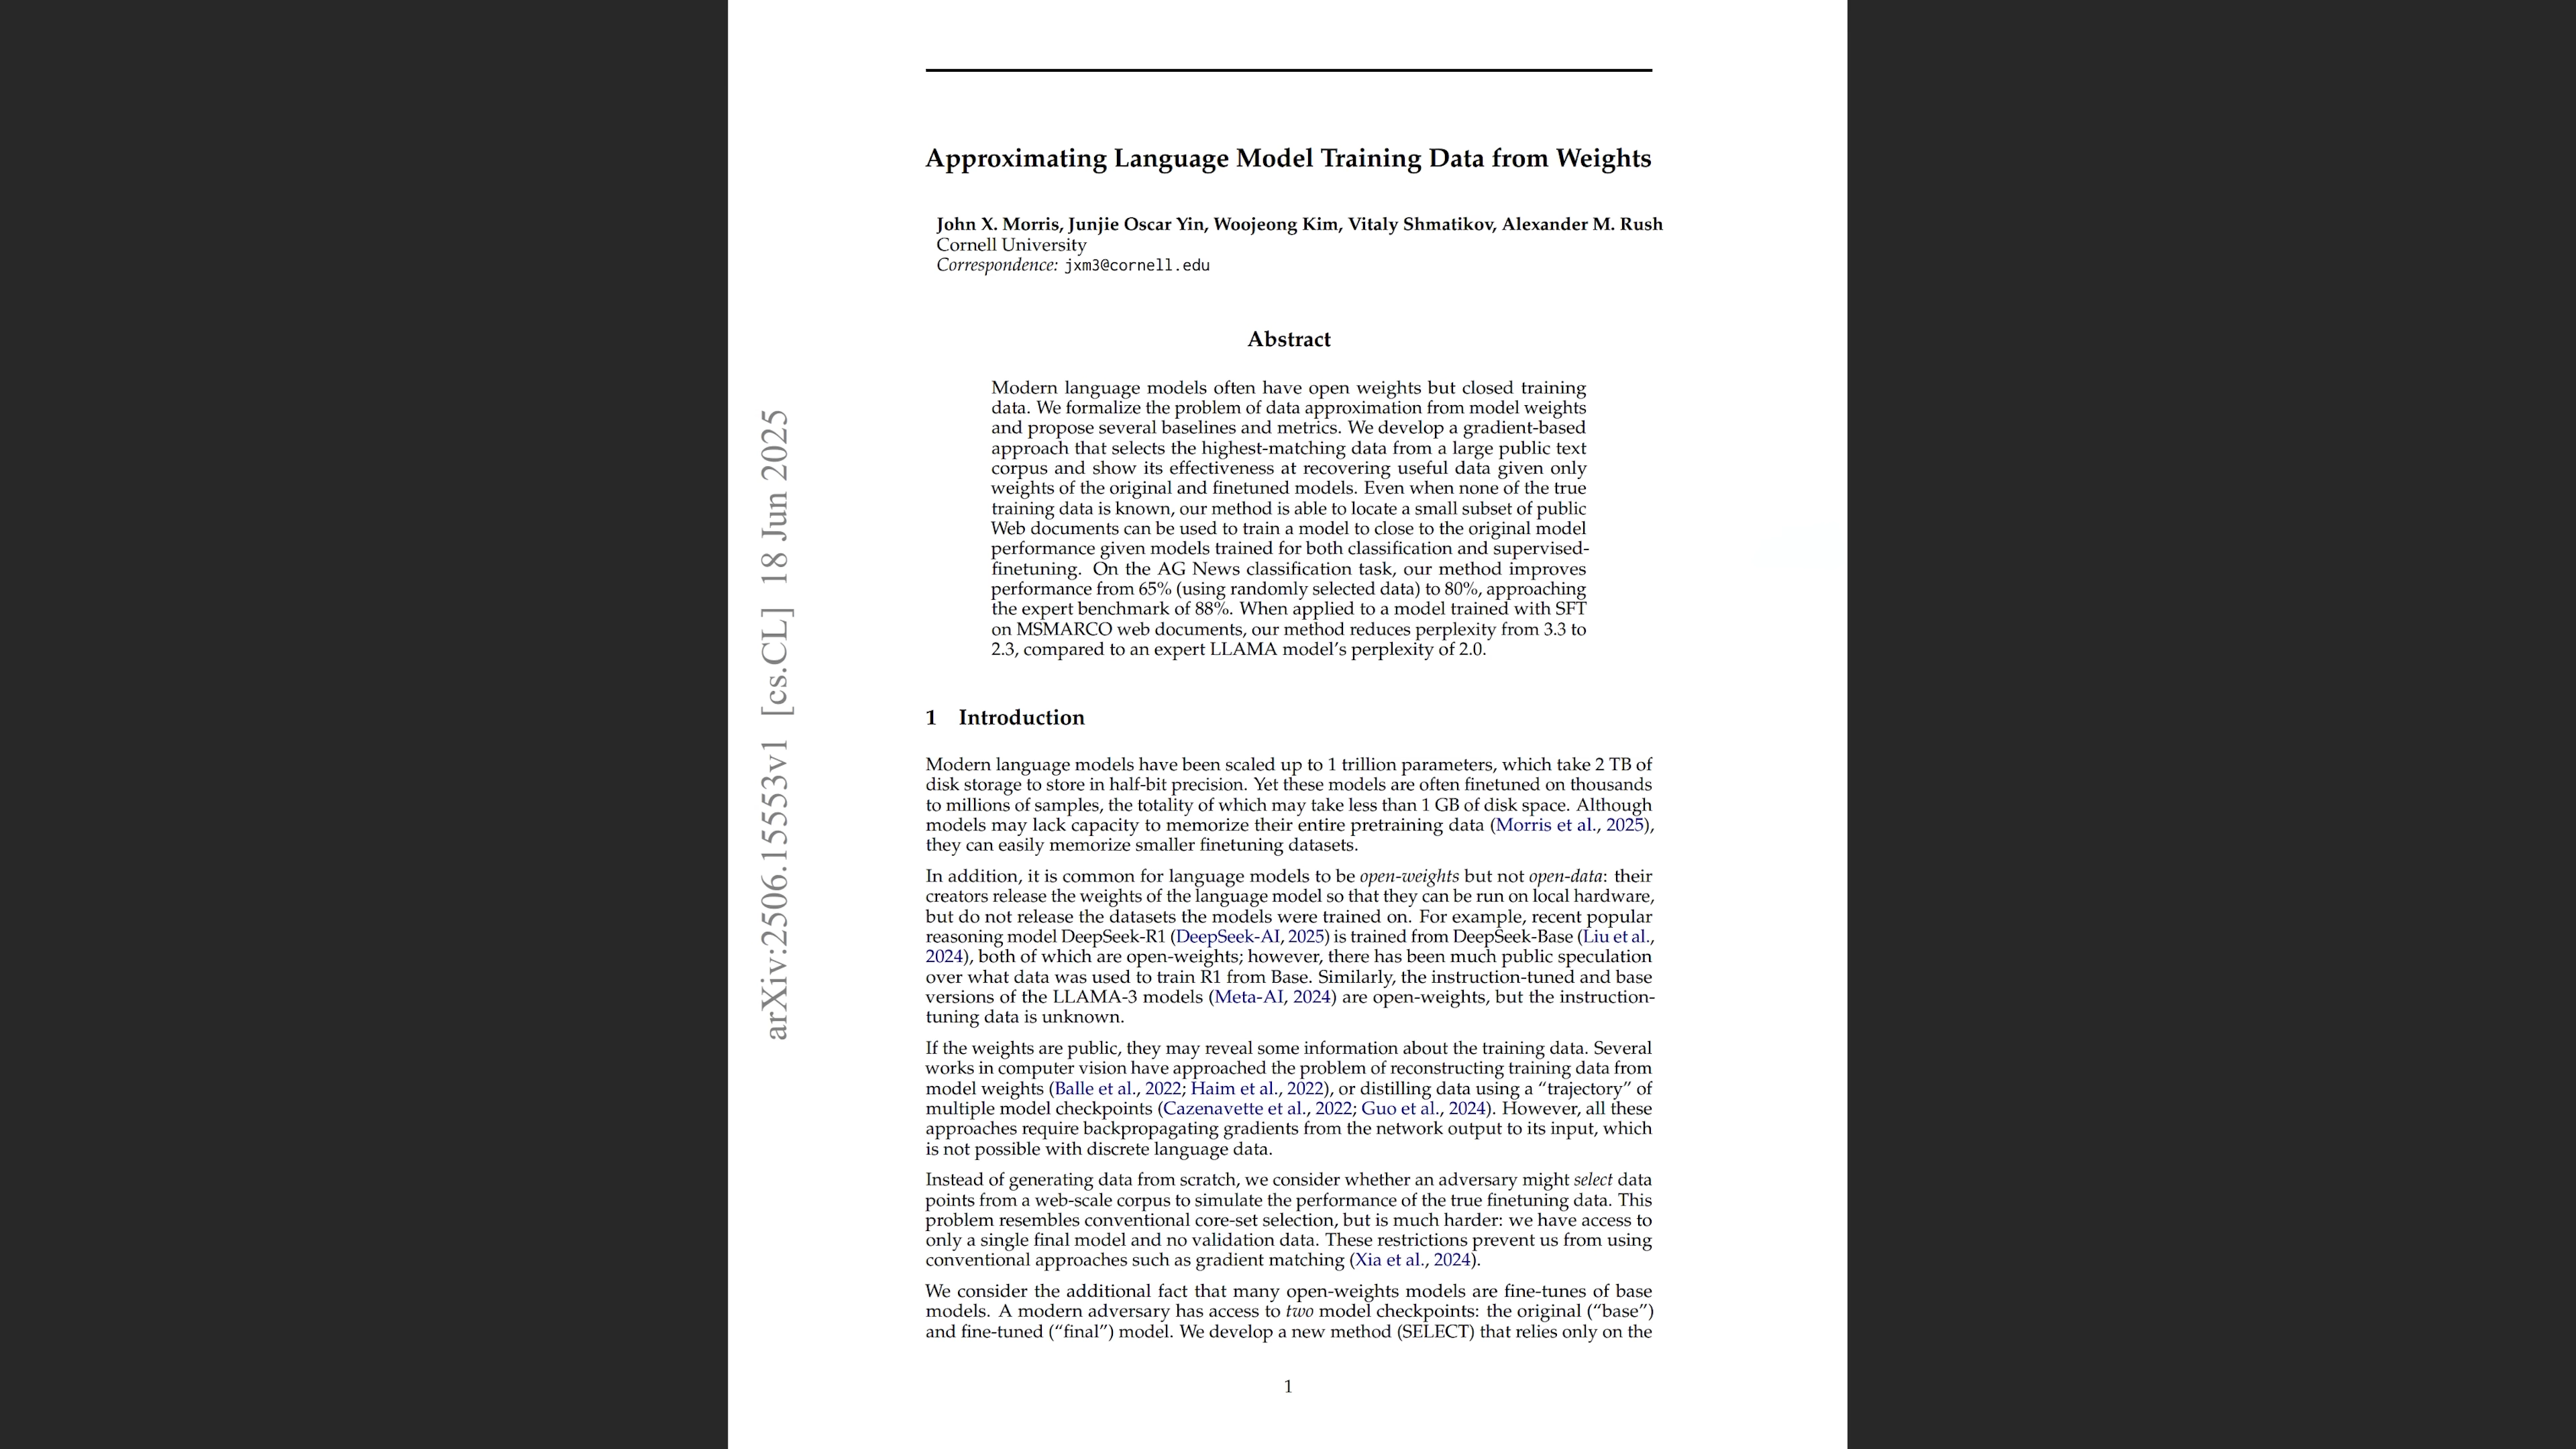 Approximating Language Model Training Data from Weights
John X. Morris, Junjie Oscar Yin, Woojeong Kim, Vitaly Shmatikov, Alexander M. Rush
Cornell University
Correspondence: jxm3@cornell.edu
Abstract
Modern language models often have open weights but closed training
data. We formalize the problem of data approximation from model weights
and propose several baselines and metrics. We develop a gradient-based
approach that selects the highest-matching data from a large public text
corpus and show its effectiveness at recovering useful data given only
weights of the original and finetuned models. Even when none of the true
training data is known, our method is able to locate a small subset of public
Web documents can be used to train a model to close to the original model
performance given models trained for both classification and supervised-
finetuning. On the AG News classification task, our method improves
performance from 65% (using randomly selected data) to 80%, approaching
the expert benchmark of 88%. When applied to a model trained with SFT
on MSMARCO web documents, our method reduces perplexity from 3.3 to
2.3, compared to an expert LLAMA model's perplexity of 2.0.
1 Introduction
Modern language models have been scaled up to 1 trillion parameters, which take 2 TB of
disk storage to store in half-bit precision. Yet these models are often finetuned on thousands
to millions of samples, the totality of which may take less than 1 GB of disk space. Although
models may lack capacity to memorize their entire pretraining data (Morris et al., 2025),
they can easily memorize smaller finetuning datasets.
In addition, it is common for language models to be open-weights but not open-data: their
creators release the weights of the language model so that they can be run on local hardware,
but do not release the datasets the models were trained on. For example, recent popular
reasoning model DeepSeek-R1 (DeepSeek-AI, 2025) is trained from DeepSeek-Base (Liu et al.,
2024), both of which are open-weights; however, there has been much public speculation
over what data was used to train R1 from Base. Similarly, the instruction-tuned and base
versions of the LLAMA-3 models (Meta-AI, 2024) are open-weights, but the instruction-
tuning data is unknown.
If the weights are public, they may reveal some information about the training data. Several
works in computer vision have approached the problem of reconstructing training data from
model weights (Balle et al., 2022; Haim et al., 2022), or distilling data using a “trajectory” of
multiple model checkpoints (Cazenavette et al., 2022; Guo et al., 2024). However, all these
approaches require backpropagating gradients from the network output to its input, which
is not possible with discrete language data.
Instead of generating data from scratch, we consider whether an adversary might select data
points from a web-scale corpus to simulate the performance of the true finetuning data. This
problem resembles conventional core-set selection, but is much harder: we have access to
only a single final model and no validation data. These restrictions prevent us from using
conventional approaches such as gradient matching (Xia et al., 2024).
We consider the additional fact that many open-weights models are fine-tunes of base
models. A modern adversary has access to two model checkpoints: the original (“base”)
and fine-tuned (“final”) model. We develop a new method (SELECT) that relies only on the
1
arXiv:2506.15553v1 [cs.CL] 18 Jun 2025